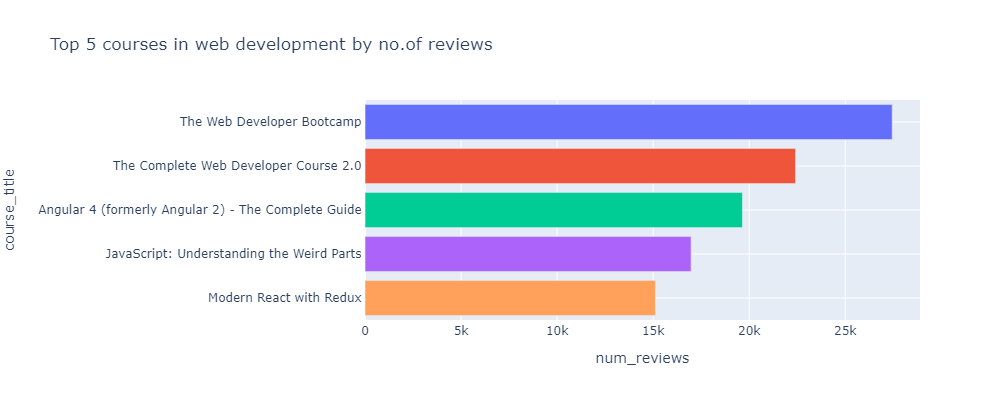 Top 5 courses in web development by no.of reviews
course_title
The Web Developer Bootcamp
The Complete Web Developer Course 2.0
Angular 4 (formerly Angular 2) - The Complete Guide
JavaScript: Understanding the Weird Parts
Modern React with Redux
0 5k 10k 15k 20k 25k
num_reviews